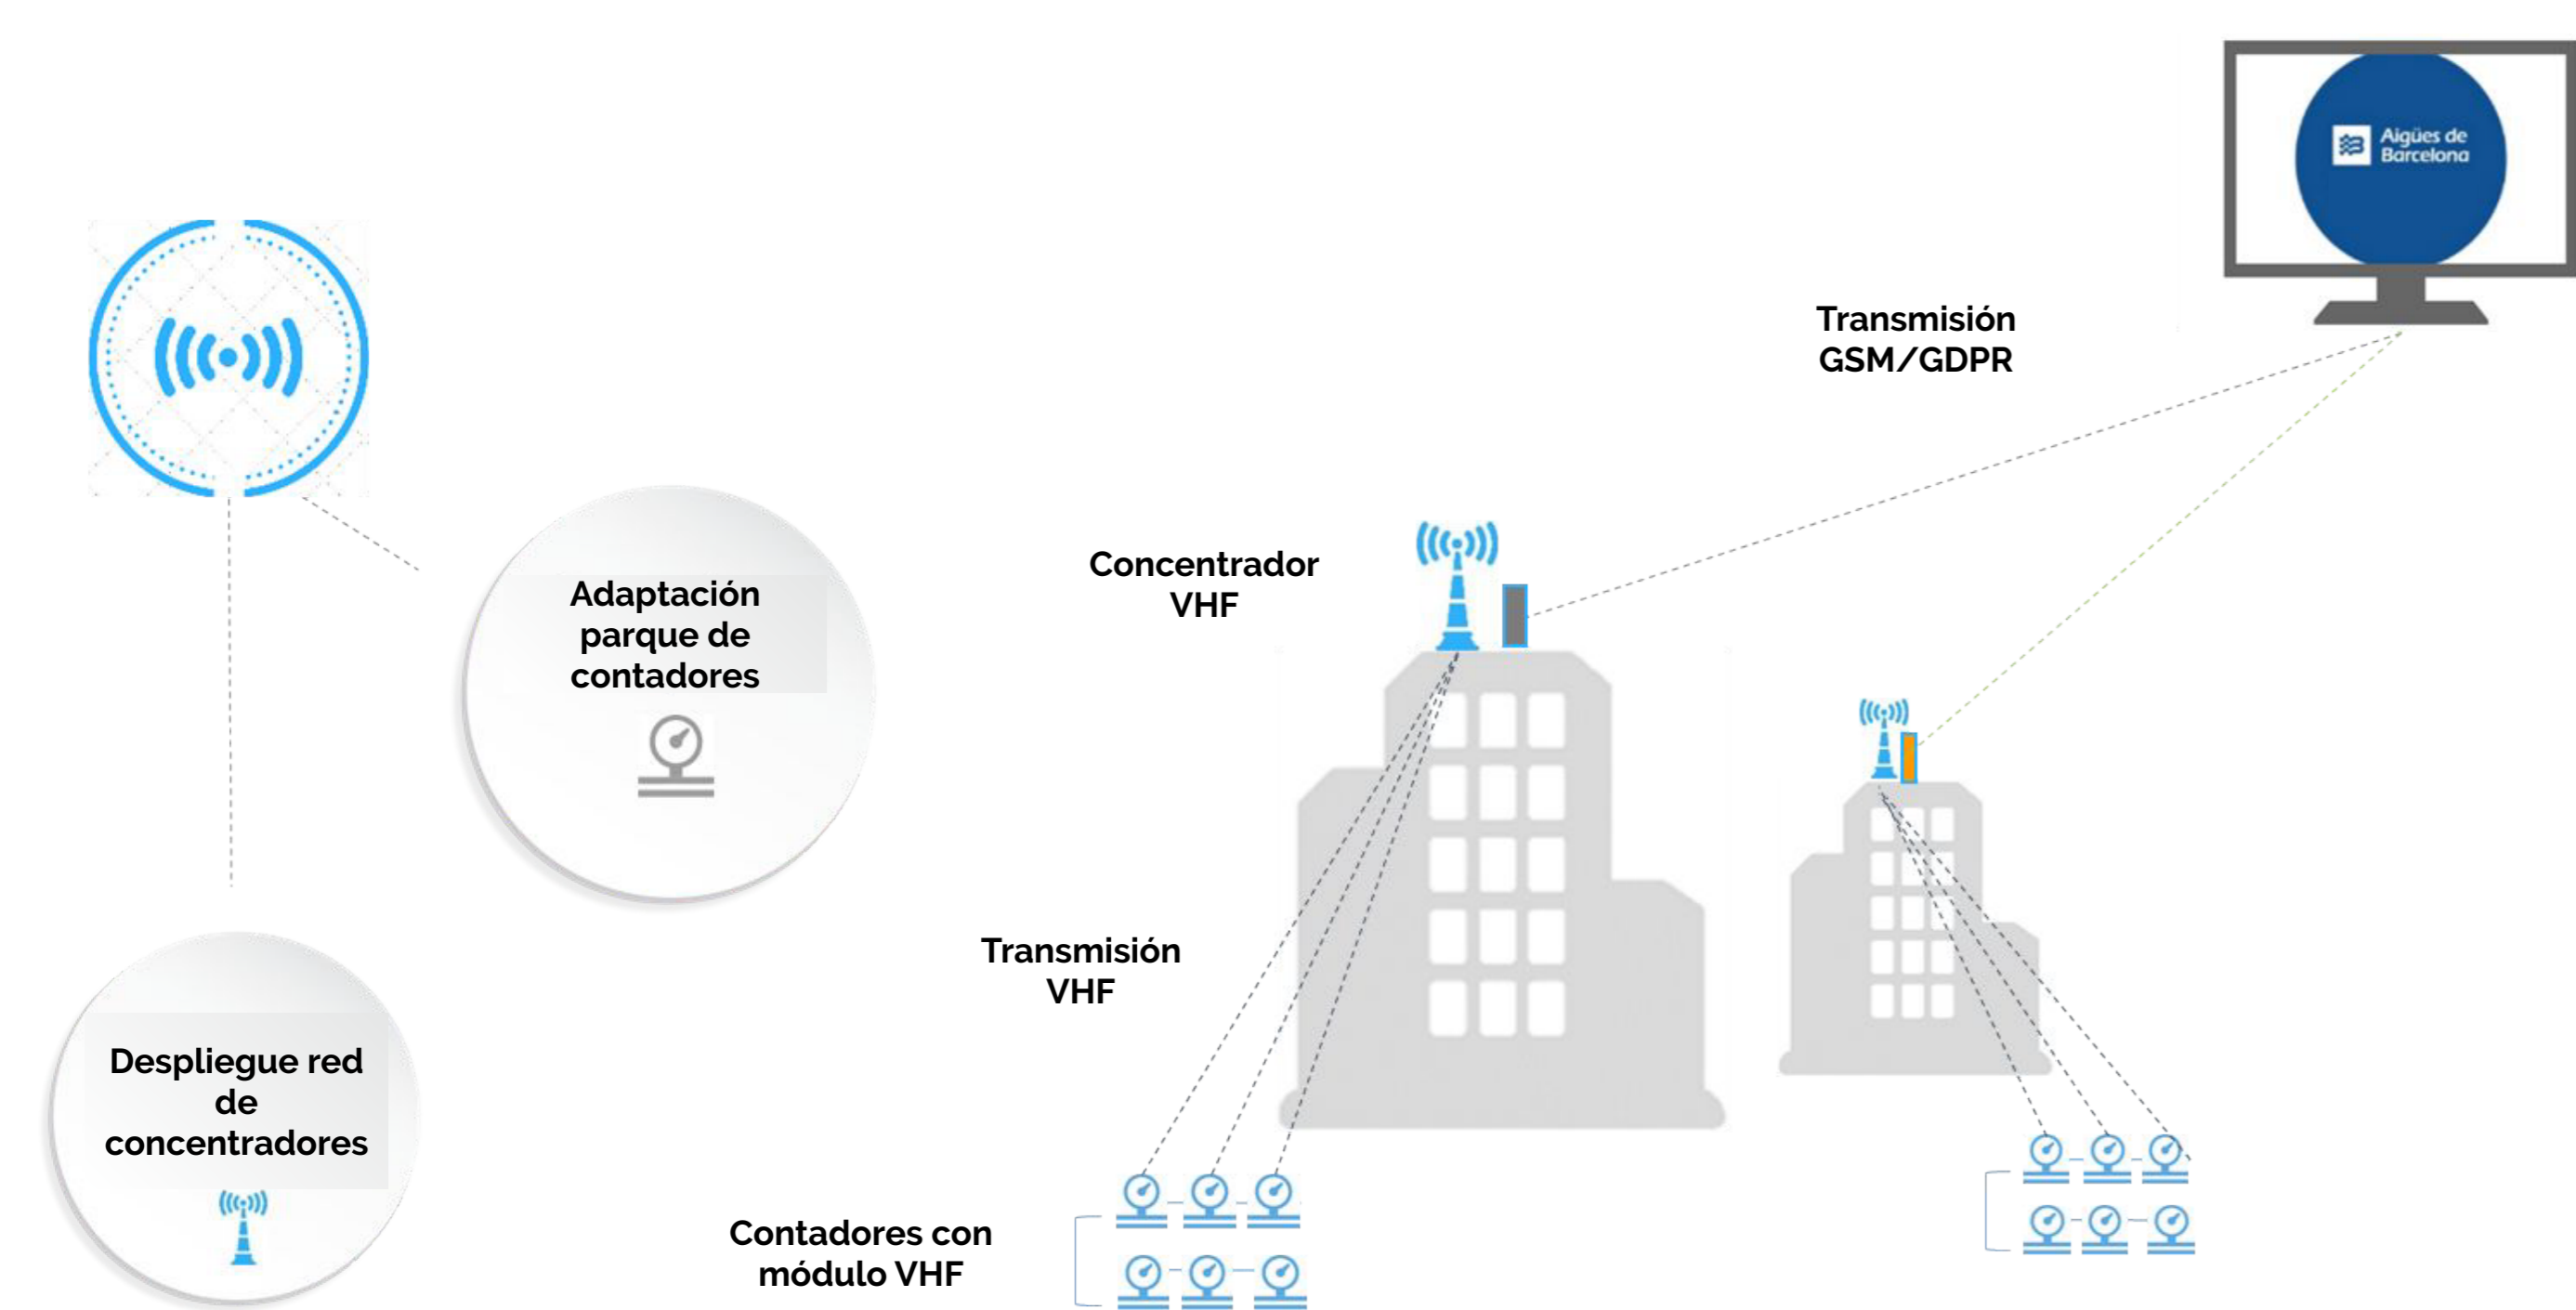 Aigües de
Barcelona
Transmisión
GSM/GDPR
Concentrador
VHF
Adaptación
parque de
contadores
Transmisión
VHF
Despliegue red
de
concentradores
Contadores con
módulo VHF